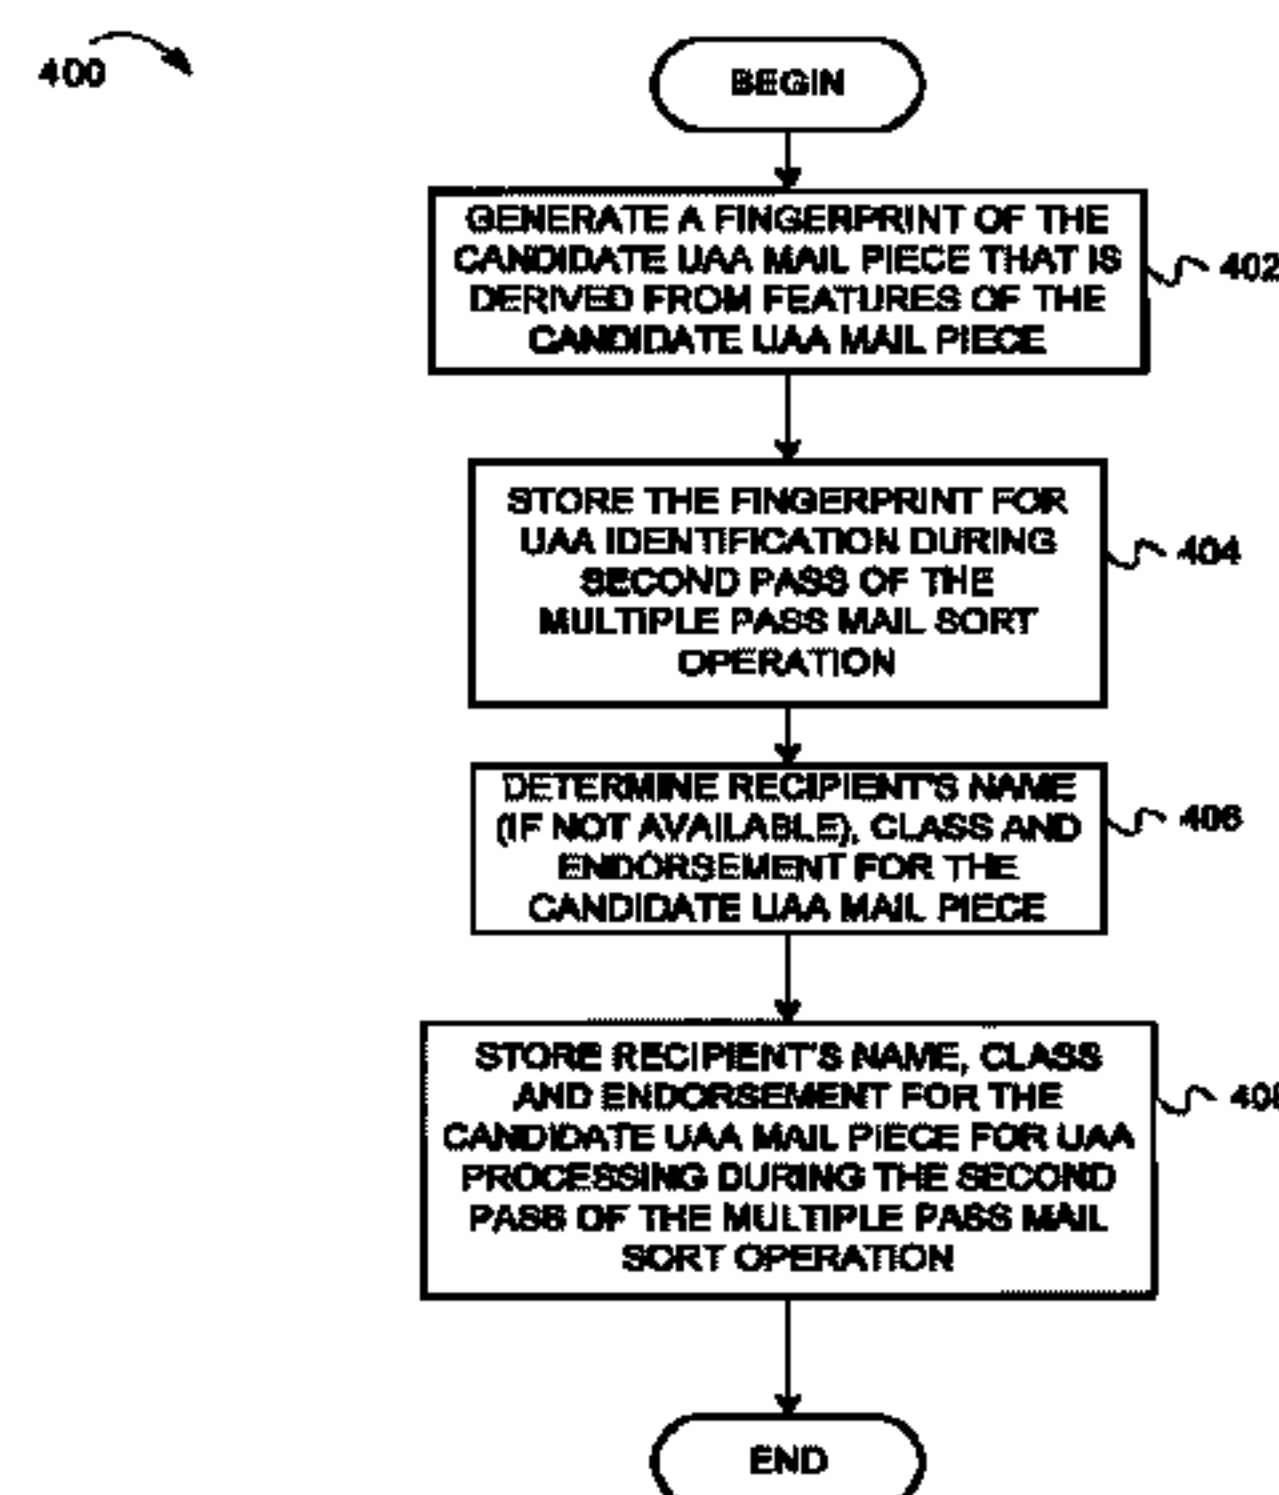 400
BEGIN
GENERATE A FINGERPRINT OF THE
CANDIDATE UAA MAIL PIECE THAT IS
DERIVED FROM FEATURES OF THE
CANDIDATE UAA MAIL PIECE
402
STORE THE FINGERPRINT FOR
UAA IDENTIFICATION DURING
SECOND PASS OF THE
MULTIPLE PASS MAIL SORT
OPERATION
404
DETERMINE RECIPIENT'S NAME
(IF NOT AVAILABLE), CLASS AND
ENDORSEMENT FOR THE
CANDIDATE UAA MAIL PIECE
406
STORE RECIPIENT'S NAME, CLASS
AND ENDORSEMENT FOR THE
CANDIDATE UAA MAIL PIECE FOR UAA
PROCESSING DURING THE SECOND
PASS OF THE MULTIPLE PASS MAIL
SORT OPERATION
408
END